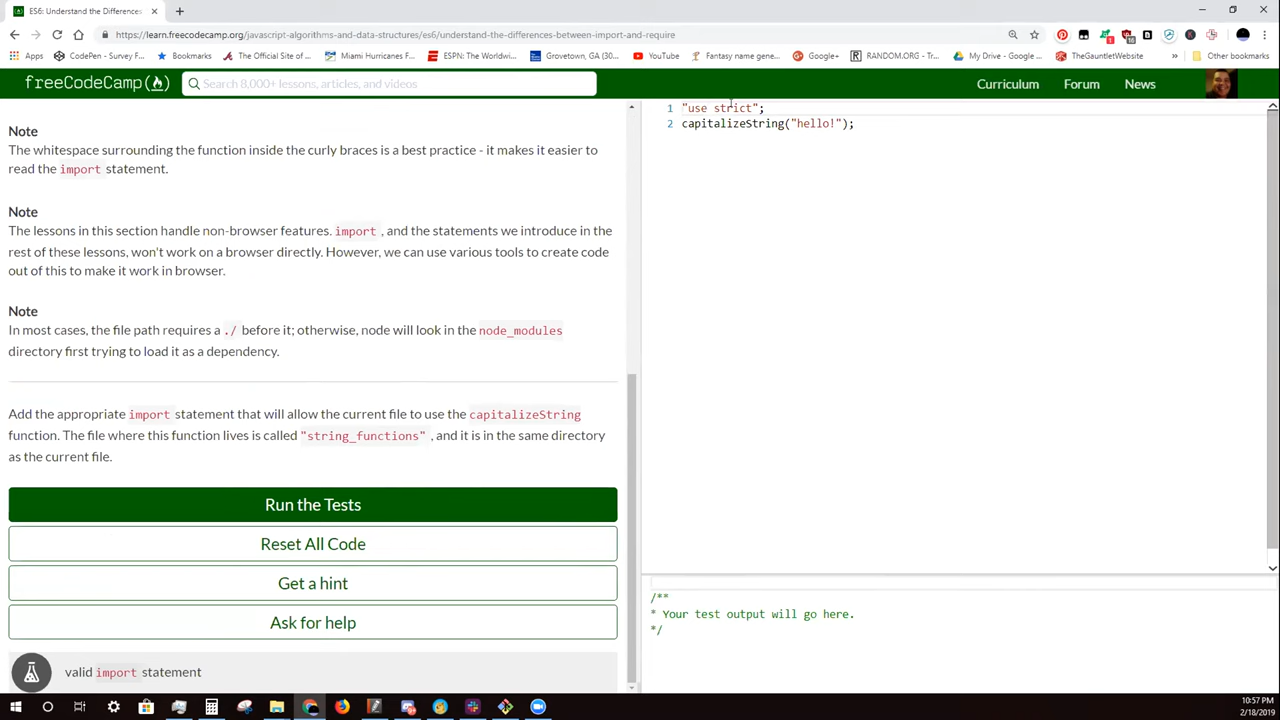 ES6: Understand the Differences
https://learn.freecodecamp.org/javascript-algorithms-and-data-structures/es6/understand-the-differences-between-import-and-require
Apps
CodePen - Survey F...
Bookmarks
The Official Site of...
Miami Hurricanes F...
ESPN: The Worldwi...
Grovetown, GA (30...
YouTube
Fantasy name gene...
Google+
RANDOM.ORG - Tr...
My Drive - Google...
TheGauntletWebsite
»
Other bookmarks
freeCodeCamp
Search 8,000+ lessons, articles, and videos
Curriculum
Forum
News
Note
The whitespace surrounding the function inside the curly braces is a best practice - it makes it easier to
read the import statement.
Note
The lessons in this section handle non-browser features. import , and the statements we introduce in the
rest of these lessons, won't work on a browser directly. However, we can use various tools to create code
out of this to make it work in browser.
Note
In most cases, the file path requires a ./ before it; otherwise, node will look in the node_modules
directory first trying to load it as a dependency.
Add the appropriate import statement that will allow the current file to use the capitalizeString
function. The file where this function lives is called "string_functions" , and it is in the same directory
as the current file.
Run the Tests
Reset All Code
Get a hint
Ask for help
valid import statement
1 "use strict";
2 capitalizeString("hello!");
/**
* Your test output will go here.
*/
10:57 PM
2/18/2019